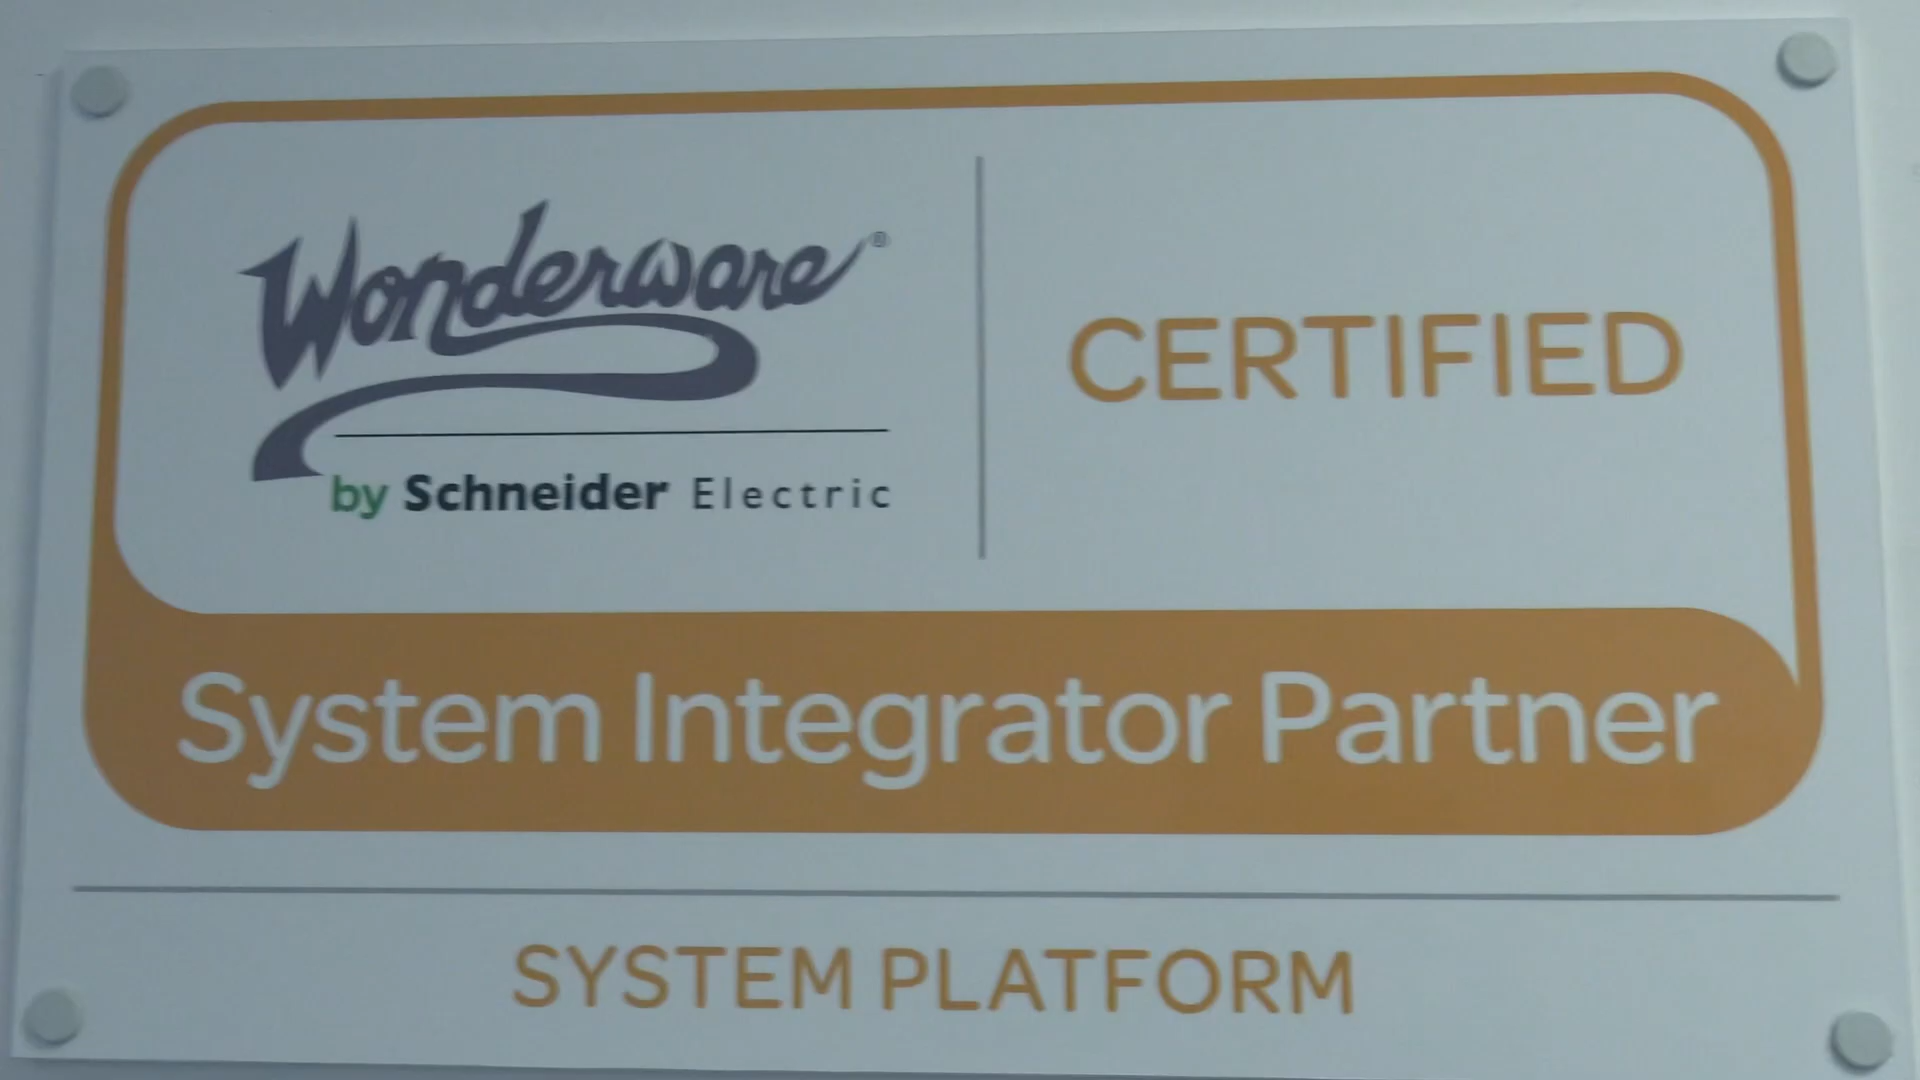 Wonderware®
by Schneider Electric
CERTIFIED
System Integrator Partner
SYSTEM PLATFORM